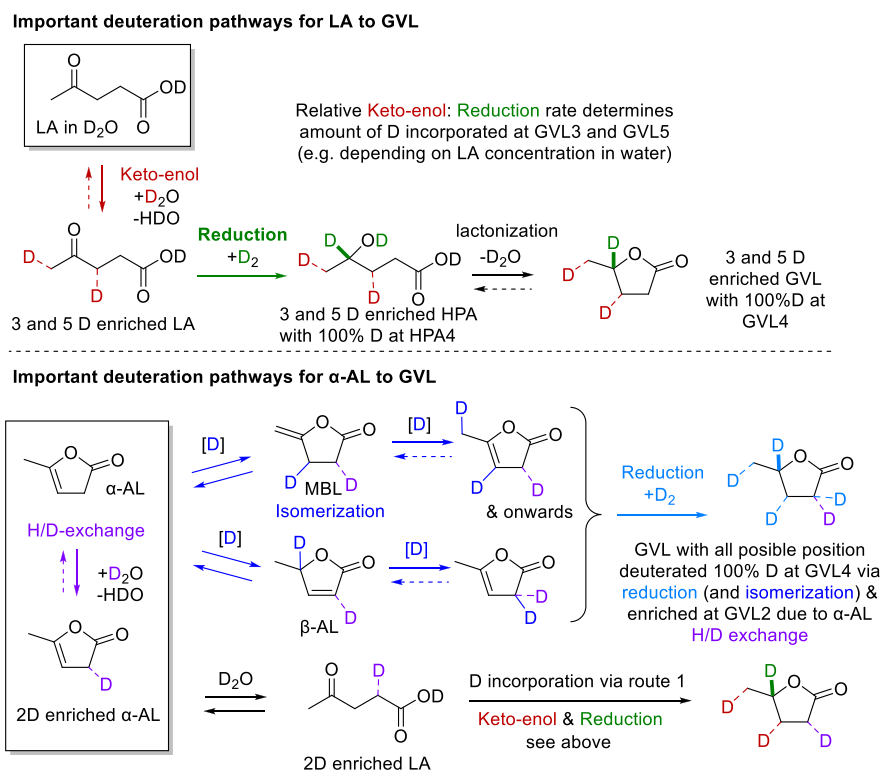 Important deuteration pathways for LA to GVL
O
OD
O
LA in D₂O
Relative Keto-enol: Reduction rate determines
amount of D incorporated at GVL3 and GVL5
(e.g. depending on LA concentration in water)
Keto-enol
+D₂O
-HDO
D
O
OD
O
D
3 and 5 D enriched LA
Reduction
+D₂
D
OD
D
OD
O
D
3 and 5 D enriched HPA
with 100% D at HPA4
lactonization
-D₂O
D
O
O
D
D
3 and 5 D
enriched GVL
with 100%D at
GVL4
Important deuteration pathways for α-AL to GVL
O
O
α-AL
H/D-exchange
+D₂O
-HDO
O
O
D
2D enriched α-AL
[D]
O
O
D
D
MBL
Isomerization
[D]
D
O
O
D
D
& onwards
[D]
D
O
O
D
β-AL
[D]
O
O
D
D
Reduction
+D₂
D
O
O
D
D
D
D
GVL with all posible position
deuterated 100% D at GVL4 via
reduction (and isomerization) &
enriched at GVL2 due to α-AL
H/D exchange
D₂O
O
D
OD
O
2D enriched LA
D incorporation via route 1
Keto-enol & Reduction
see above
D
O
O
D
D
D